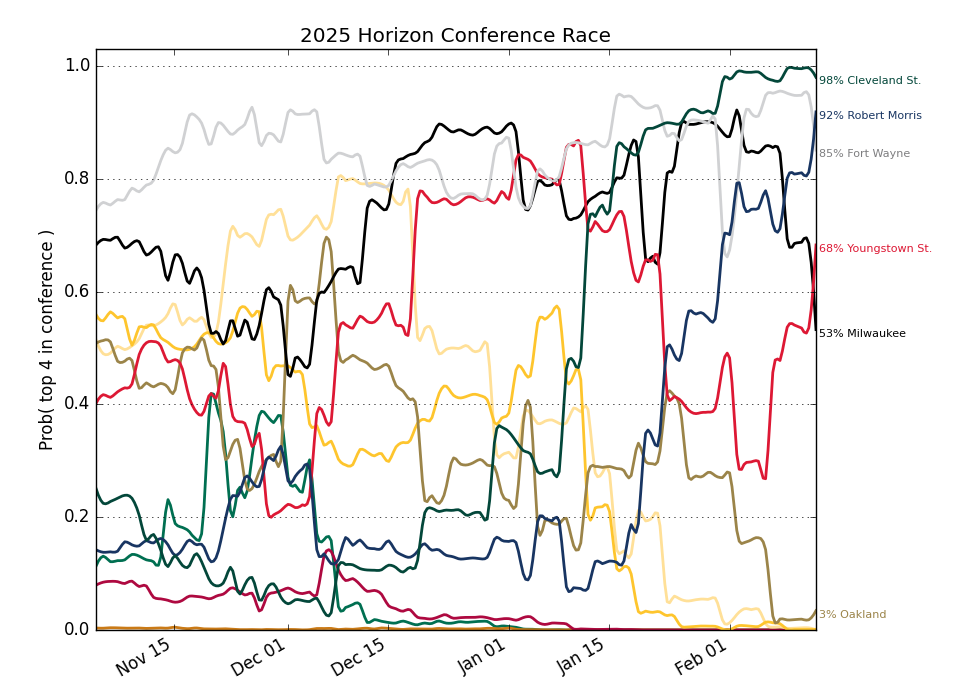 2025 Horizon Conference Race
Prob( top 4 in conference )
1.0
0.8
0.6
0.4
0.2
0.0
98% Cleveland St.
92% Robert Morris
85% Fort Wayne
68% Youngstown St.
53% Milwaukee
3% Oakland
Nov 15
Dec 01
Dec 15
Jan 01
Jan 15
Feb 01